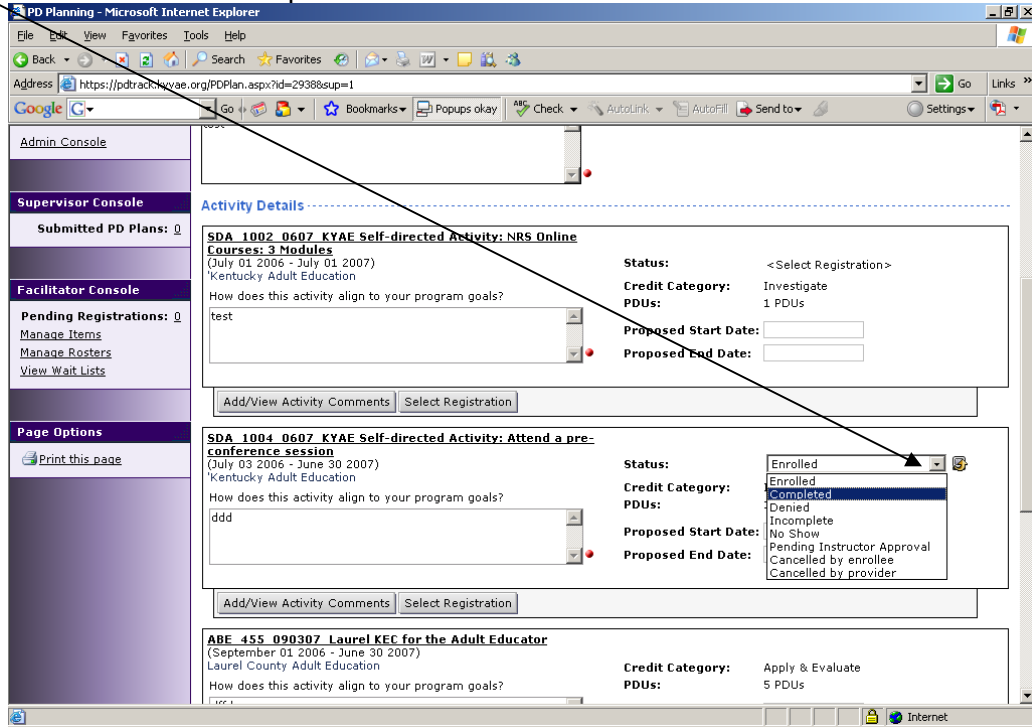 PD Planning - Microsoft Internet Explorer
File Edit View Favorites Tools Help
Back Search Favorites
Address https://pdtrack.kyvae.org/PDPlan.aspx?id=2938&sup=1 Go Links »
Google G Go Bookmarks Popups okay ABC Check AutoLink AutoFill Send to Settings
Admin Console
test
Supervisor Console
Submitted PD Plans: 0
Facilitator Console
Pending Registrations: 0
Manage Items
Manage Rosters
View Wait Lists
Page Options
Print this page
Activity Details
SDA_1002_0607 KYAE Self-directed Activity: NRS Online
Courses: 3 Modules
(July 01 2006 - July 01 2007)
'Kentucky Adult Education
How does this activity align to your program goals?
test
Status: <Select Registration>
Credit Category: Investigate
PDUs: 1 PDUs
Proposed Start Date:
Proposed End Date:
Add/View Activity Comments Select Registration
SDA_1004_0607 KYAE Self-directed Activity: Attend a pre-
conference session
(July 03 2006 - June 30 2007)
'Kentucky Adult Education
How does this activity align to your program goals?
ddd
Status: Enrolled
Credit Category:
PDUs:
Proposed Start Date:
Proposed End Date:
Enrolled
Completed
Denied
Incomplete
No Show
Pending Instructor Approval
Cancelled by enrollee
Cancelled by provider
Add/View Activity Comments Select Registration
ABE_455_090307 Laurel KEC for the Adult Educator
(September 01 2006 - June 30 2007)
Laurel County Adult Education
How does this activity align to your program goals?
Credit Category: Apply & Evaluate
PDUs: 5 PDUs
Internet